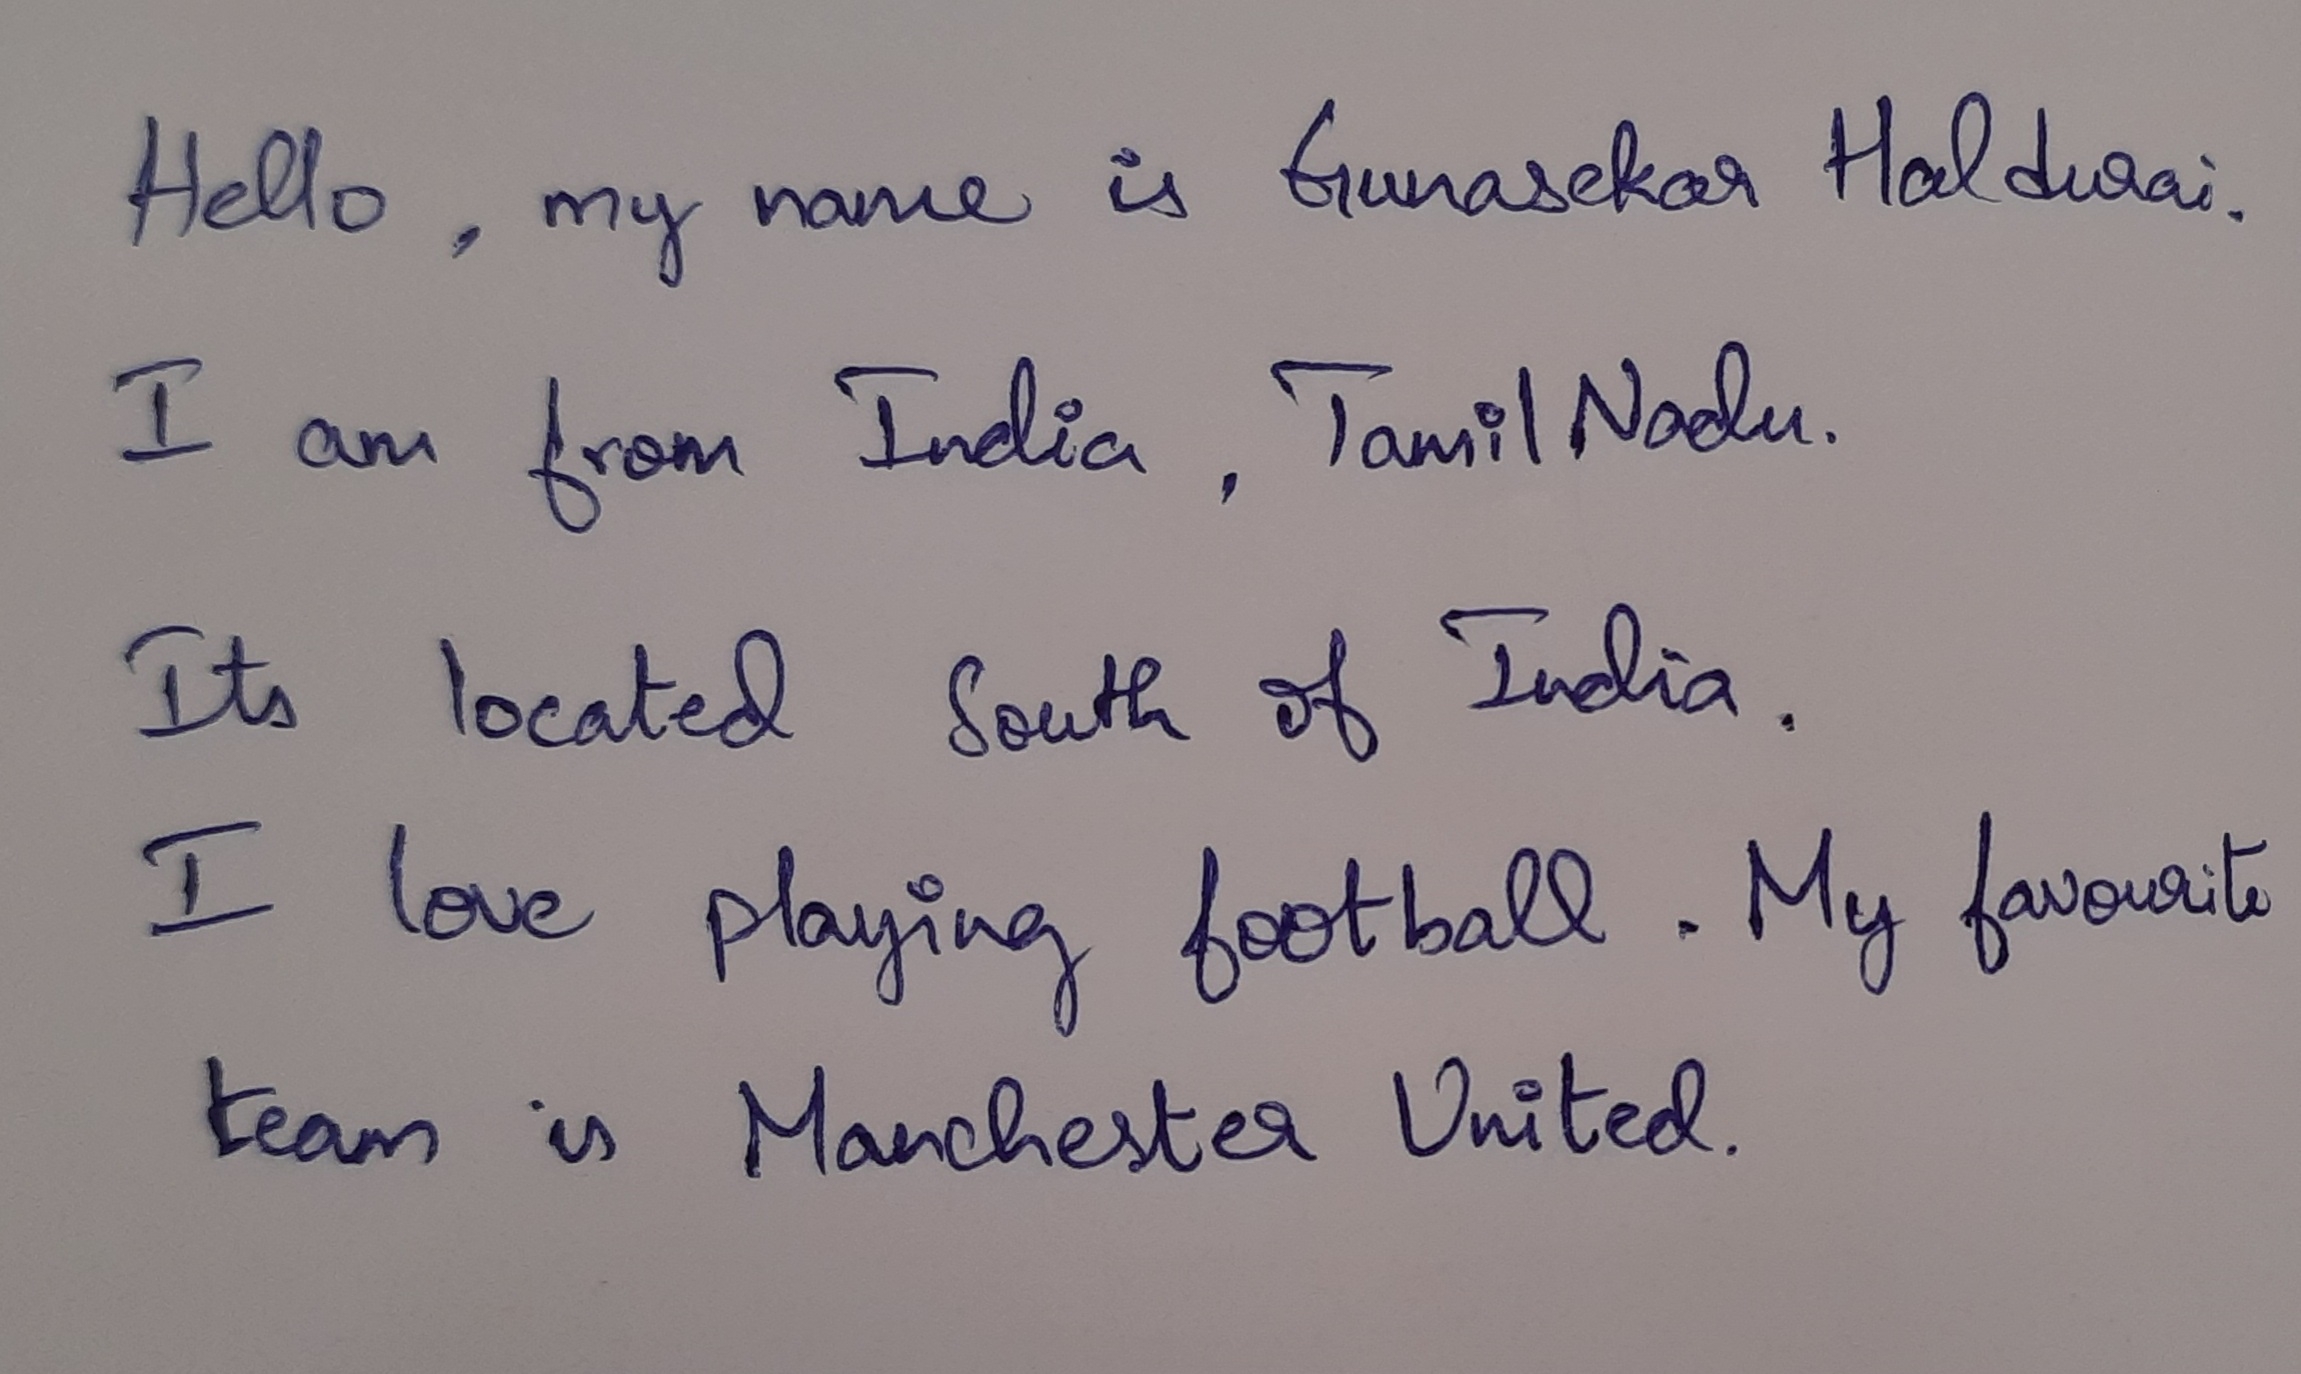 Hello, my name is Gunasekar Haldurai.
I am from India, Tamil Nadu.
Its located South of India.
I love playing football. My favourite
team is Manchester United.